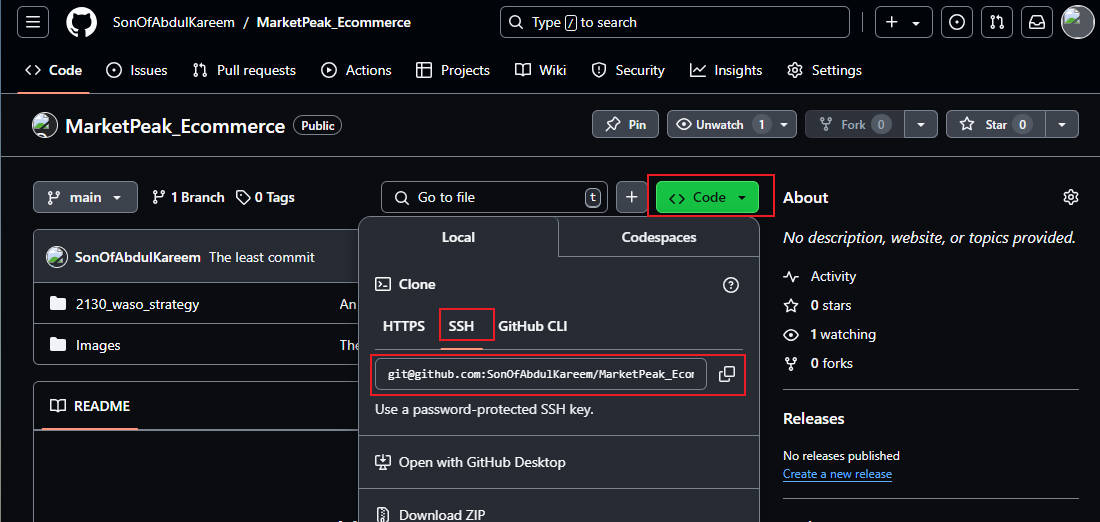 SonOfAbdulKareem / MarketPeak_Ecommerce
Type / to search
Code Issues Pull requests Actions Projects Wiki Security Insights Settings
MarketPeak_Ecommerce Public
Pin Unwatch 1 Fork 0 Star 0
main 1 Branch 0 Tags
Go to file t
Code
About
Local Codespaces
No description, website, or topics provided.
SonOfAbdulKareem The least commit
Clone
Activity
2130_waso_strategy An
0 stars
HTTPS SSH GitHub CLI
1 watching
Images The
0 forks
git@github.com:SonOfAbdulKareem/MarketPeak_Ecom
README
Use a password-protected SSH key.
Releases
No releases published
Open with GitHub Desktop
Create a new release
Download ZIP